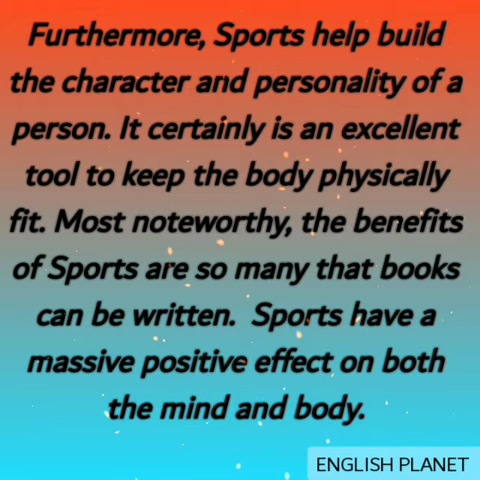 Furthermore, Sports help build
the character and personality of a
person. It certainly is an excellent
tool to keep the body physically
fit. Most noteworthy, the benefits
of Sports are so many that books
can be written.  Sports have a
massive positive effect on both
the mind and body.
ENGLISH PLANET